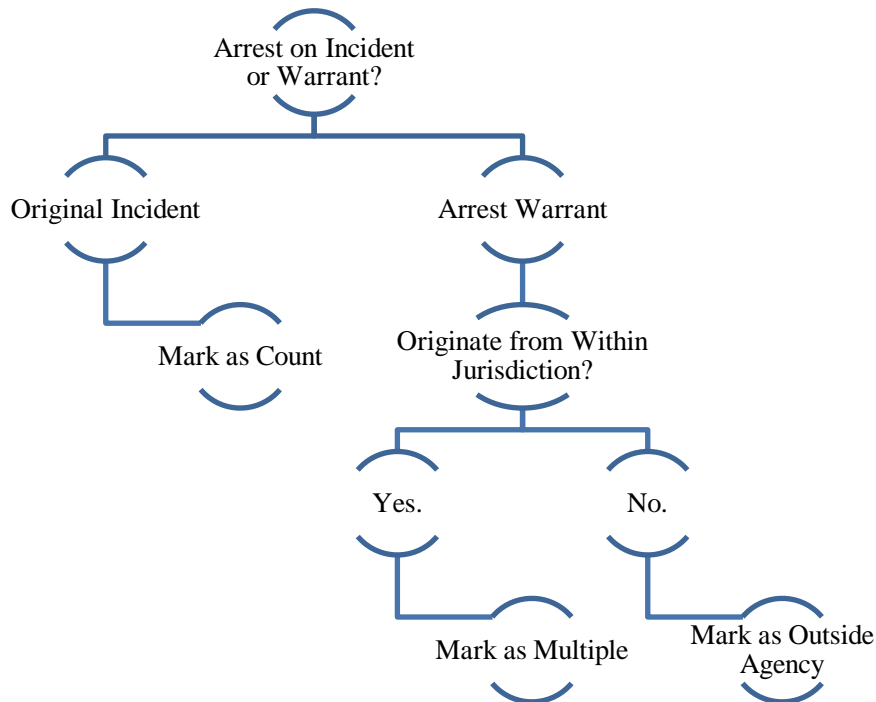 Arrest on Incident
or Warrant?
Original Incident
Arrest Warrant
Mark as Count
Originate from Within
Jurisdiction?
Yes.
No.
Mark as Multiple
Mark as Outside
Agency